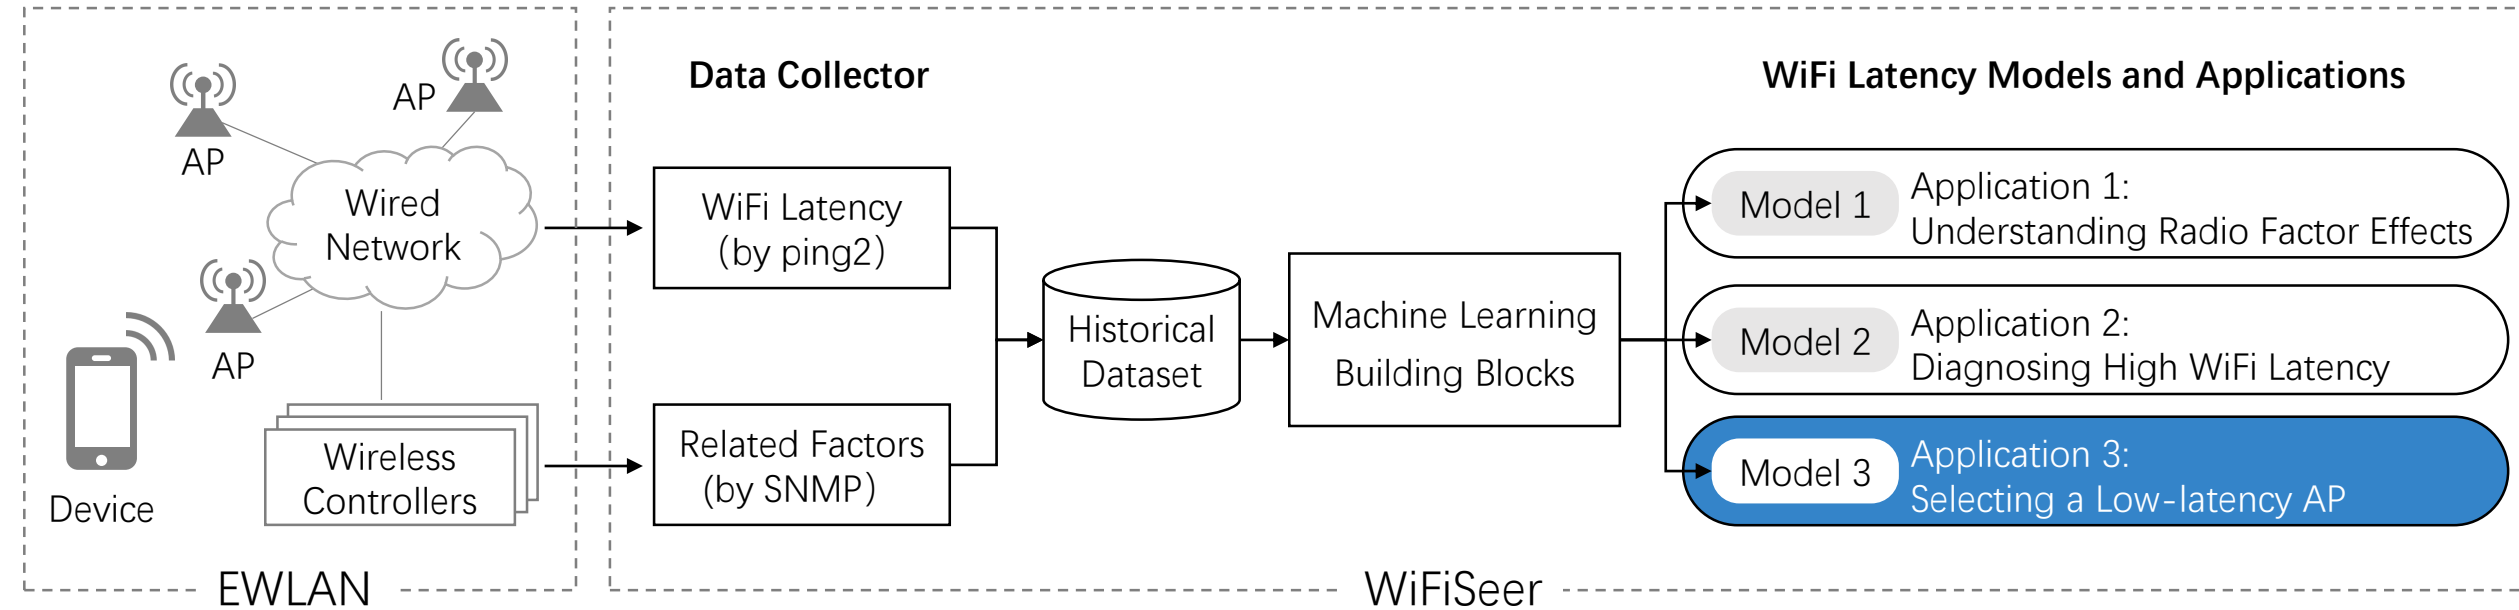 Data Collector
WiFi Latency Models and Applications
AP
AP
AP
Wired
Network
Device
Wireless
Controllers
EWLAN
WiFi Latency
(by ping2)
Related Factors
(by SNMP)
Historical
Dataset
Machine Learning
Building Blocks
Model 1
Application 1:
Understanding Radio Factor Effects
Model 2
Application 2:
Diagnosing High WiFi Latency
Model 3
Application 3:
Selecting a Low-latency AP
WiFiSeer